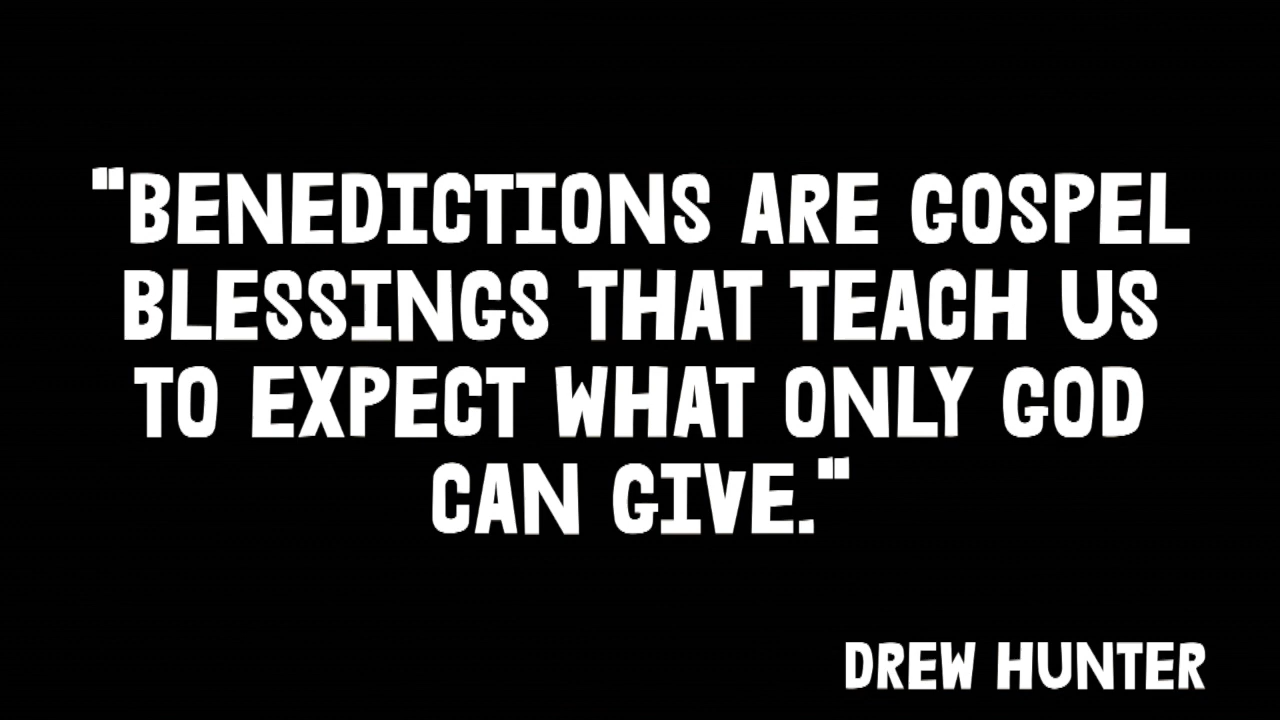 "BENEDICTIONS ARE GOSPEL
BLESSINGS THAT TEACH US
TO EXPECT WHAT ONLY GOD
CAN GIVE."
DREW HUNTER